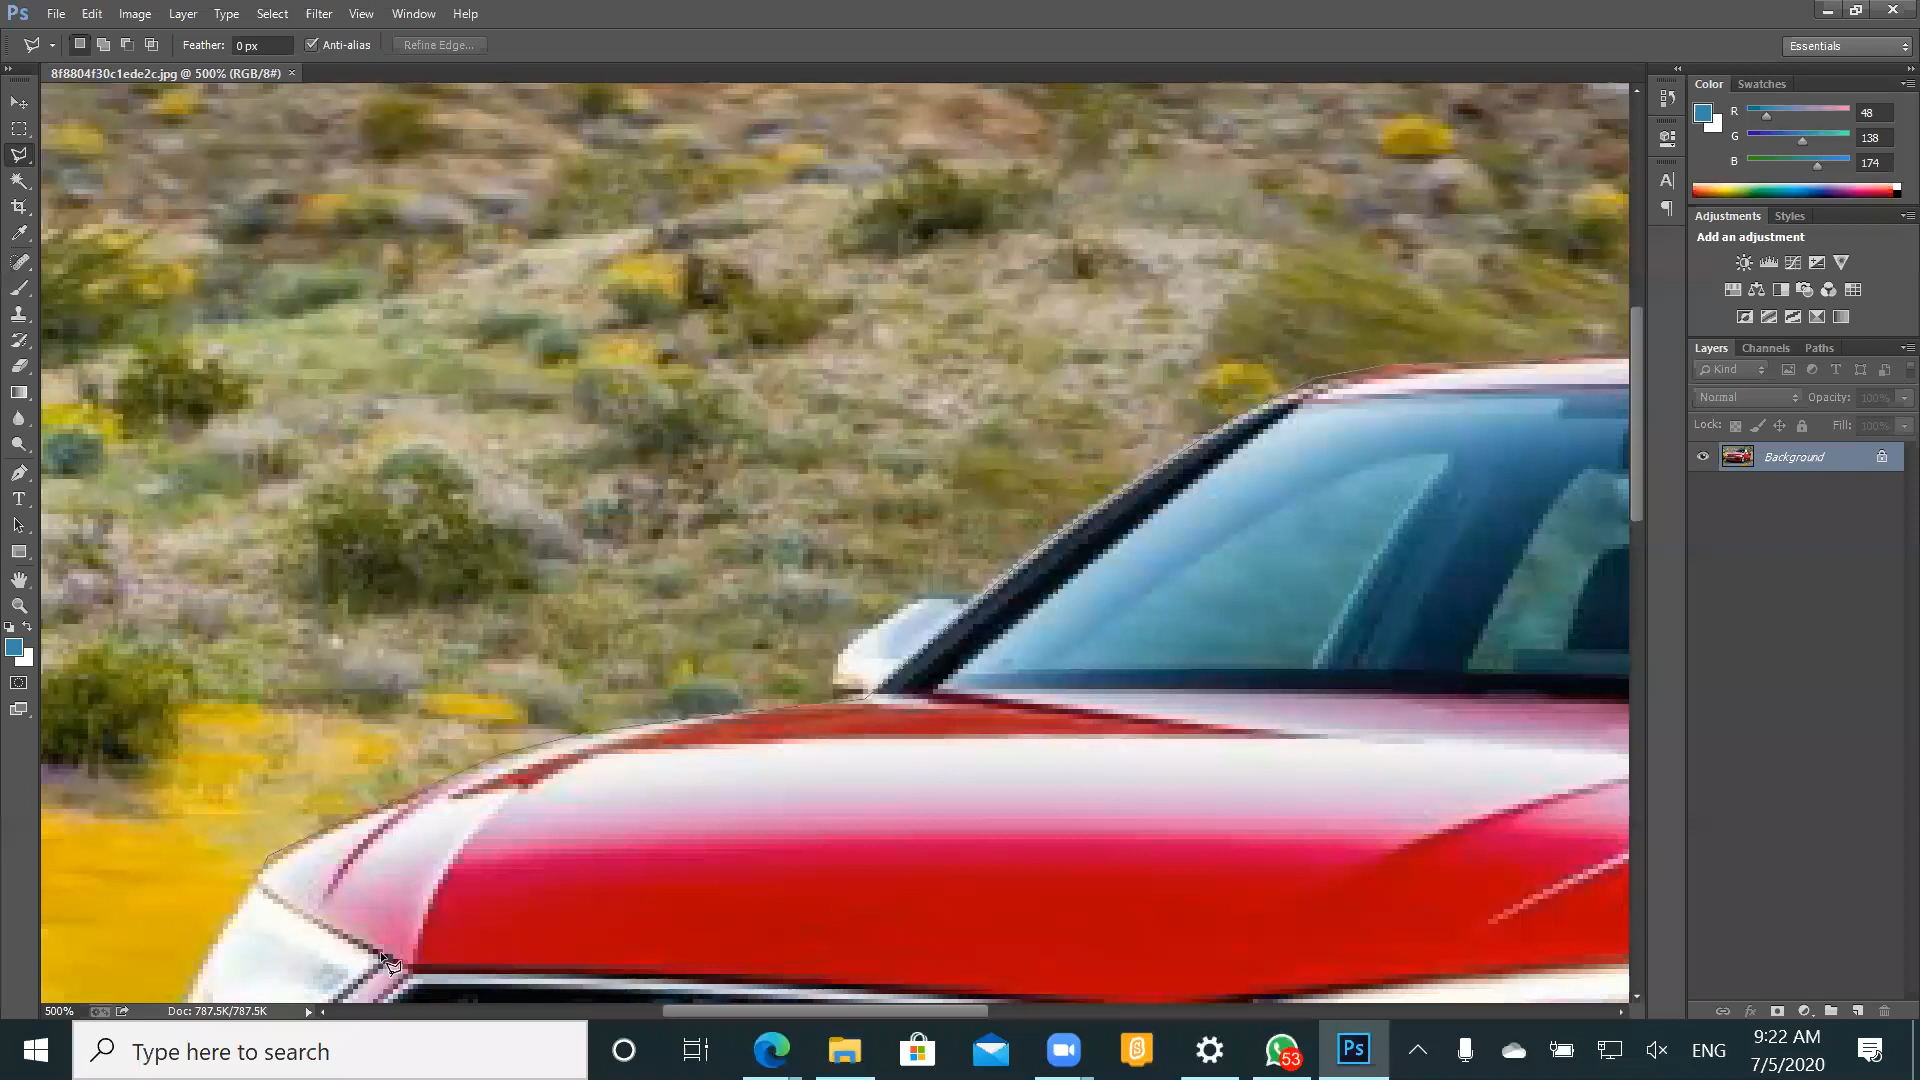 Ps File Edit Image Layer Type Select Filter View Window Help
Feather: 0 px Anti-alias Refine Edge... Essentials
8f8804f30c1ede2c.jpg @ 500% (RGB/8#) ×
Color Swatches
R 48
G 138
B 174
Adjustments Styles
Add an adjustment
Layers Channels Paths
Kind
Normal Opacity: 100%
Lock: Fill: 100%
Background
500% Doc: 787.5K/787.5K
Type here to search
53
Ps
ENG
9:22 AM
7/5/2020